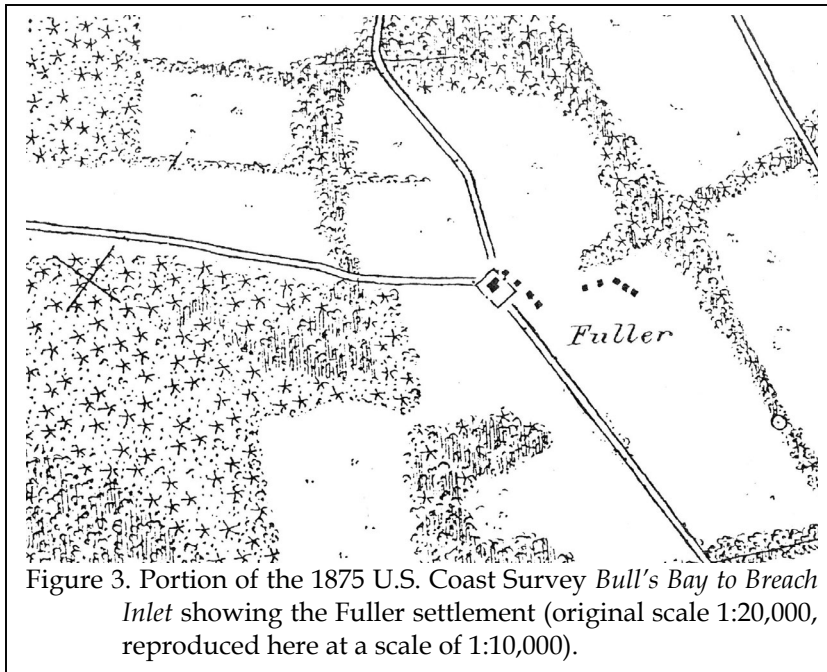 Fuller
Figure 3. Portion of the 1875 U.S. Coast Survey Bull's Bay to Breach
Inlet showing the Fuller settlement (original scale 1:20,000,
reproduced here at a scale of 1:10,000).